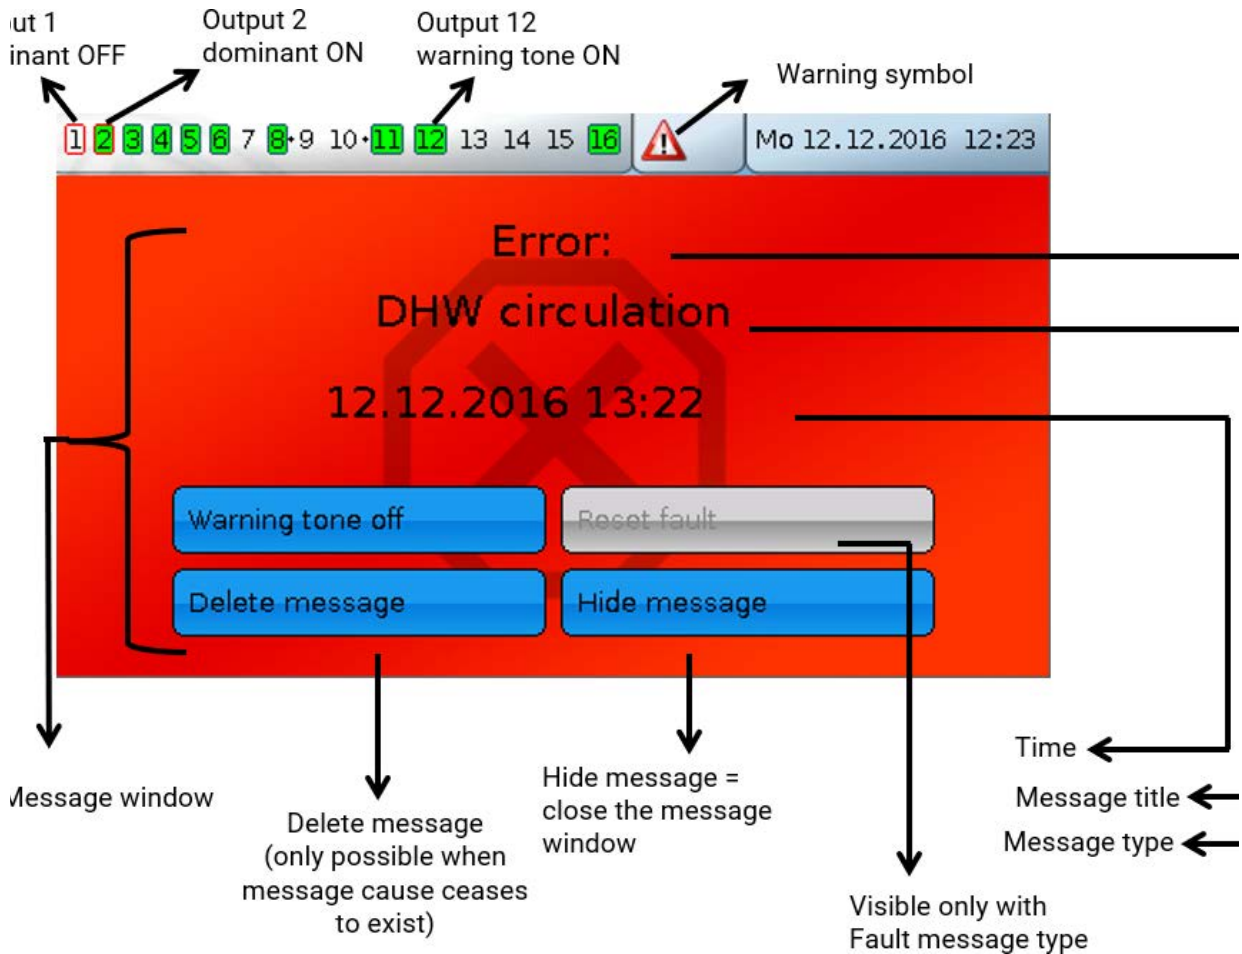 ut 1
inant OFF
Output 2
dominant ON
Output 12
warning tone ON
Warning symbol
1 2 3 4 5 6 7 8 9 10 11 12 13 14 15 16
Mo 12.12.2016 12:23
Error:
DHW circulation
12.12.2016 13:22
Warning tone off
Reset fault
Delete message
Hide message
Message window
Delete message
(only possible when
message cause ceases
to exist)
Hide message =
close the message
window
Time
Message title
Message type
Visible only with
Fault message type